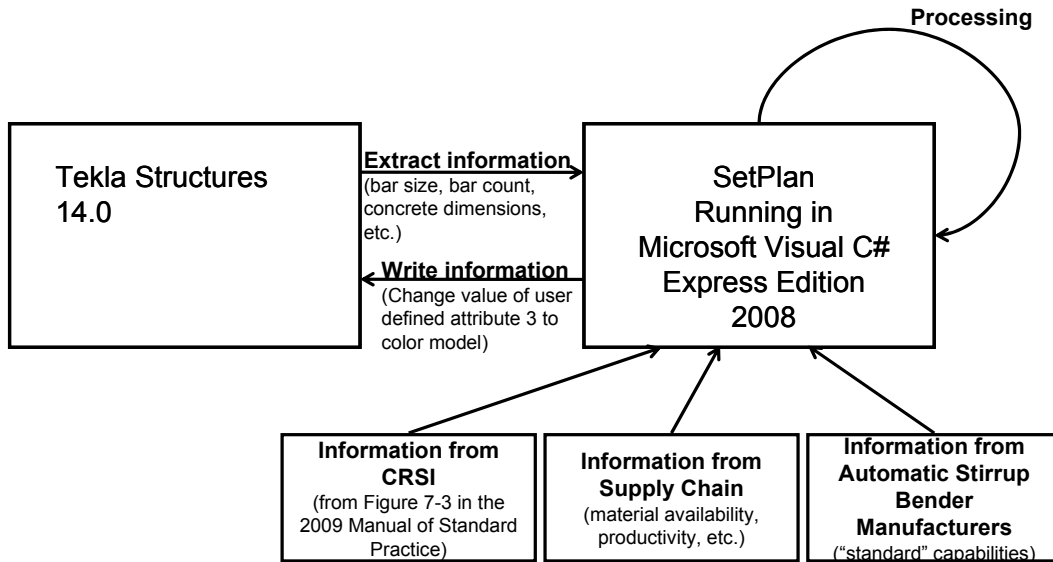 Processing
Tekla Structures
14.0
Extract information
(bar size, bar count,
concrete dimensions,
etc.)
Write information
(Change value of user
defined attribute 3 to
color model)
SetPlan
Running in
Microsoft Visual C#
Express Edition
2008
Information from
CRSI
(from Figure 7-3 in the
2009 Manual of Standard
Practice)
Information from
Supply Chain
(material availability,
productivity, etc.)
Information from
Automatic Stirrup
Bender
Manufacturers
(“standard” capabilities)